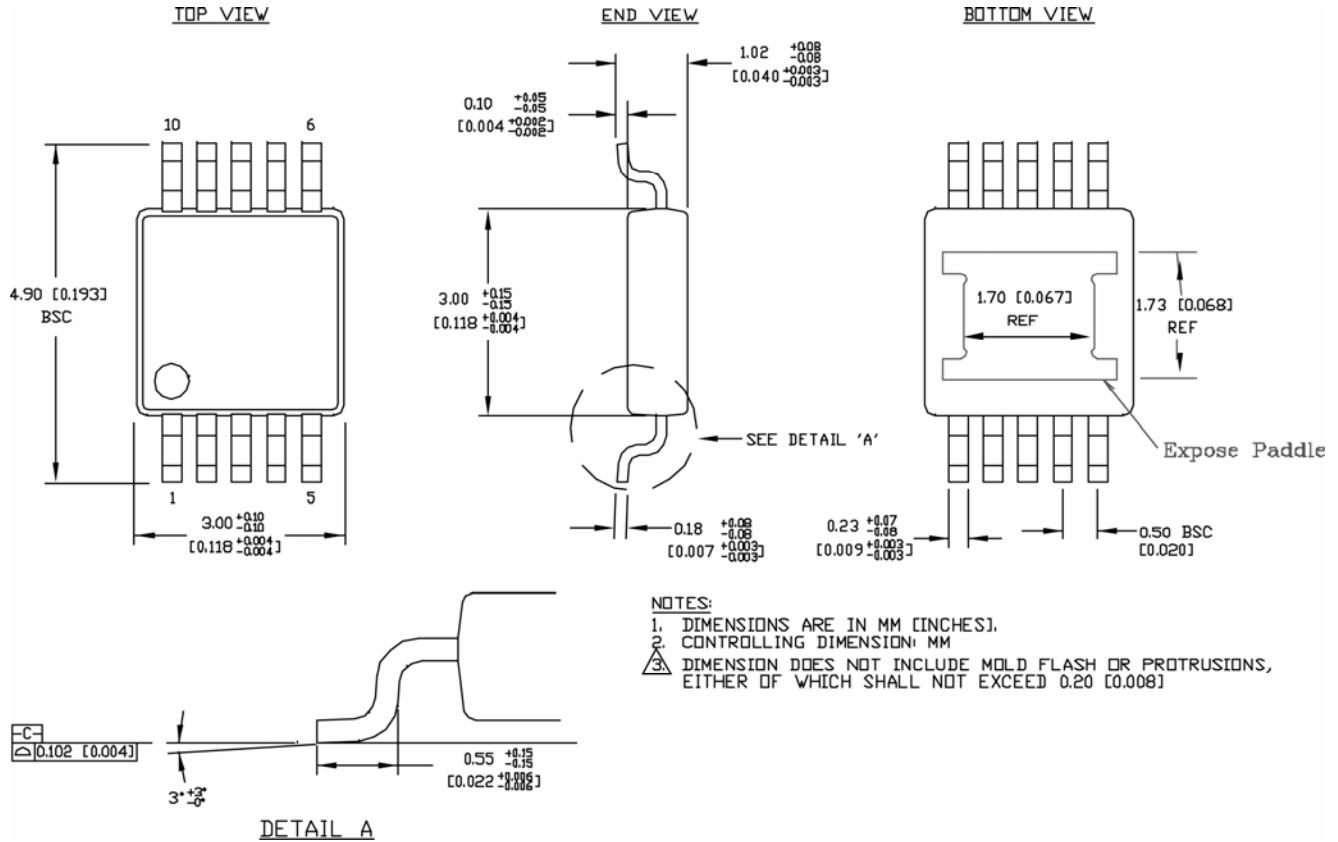 TOP VIEW
END VIEW
BOTTOM VIEW
1.02 +0.08 -0.08
[0.040 +0.003 -0.003]
0.10 +0.05 -0.05
[0.004 +0.002 -0.002]
10
6
4.90 [0.193]
BSC
3.00 +0.15 -0.15
[0.118 +0.004 -0.004]
1.70 [0.067]
REF
1.73 [0.068]
REF
SEE DETAIL 'A'
Expose Paddle
1
5
3.00 +0.10 -0.10
[0.118 +0.004 -0.004]
0.18 +0.08 -0.08
[0.007 +0.003 -0.003]
0.23 +0.07 -0.08
[0.009 +0.003 -0.003]
0.50 BSC
[0.020]
NOTES:
1. DIMENSIONS ARE IN MM [INCHES].
2. CONTROLLING DIMENSION: MM
3. DIMENSION DOES NOT INCLUDE MOLD FLASH OR PROTRUSIONS,
EITHER OF WHICH SHALL NOT EXCEED 0.20 [0.008]
-C-
⌓ 0.102 [0.004]
3° +3° -0°
0.55 +0.15 -0.15
[0.022 +0.006 -0.006]
DETAIL A